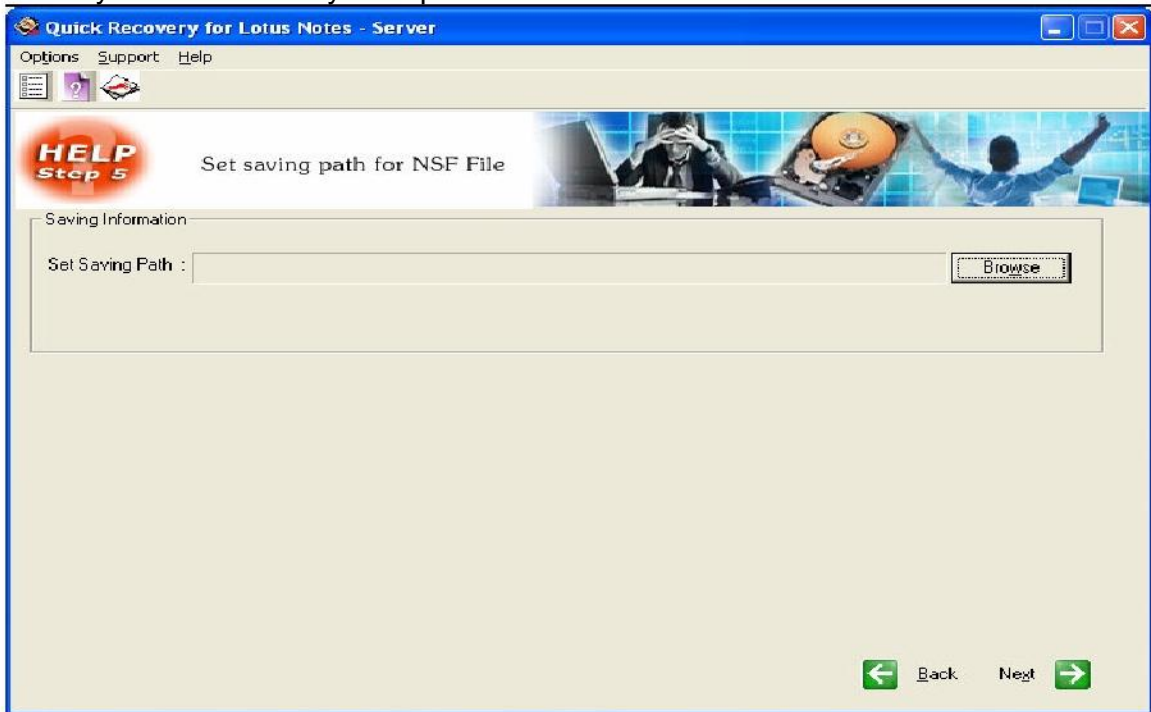 Quick Recovery for Lotus Notes - Server
Options Support Help
HELP
Step 5
Set saving path for NSF File
Saving Information
Set Saving Path :
Browse
Back Next